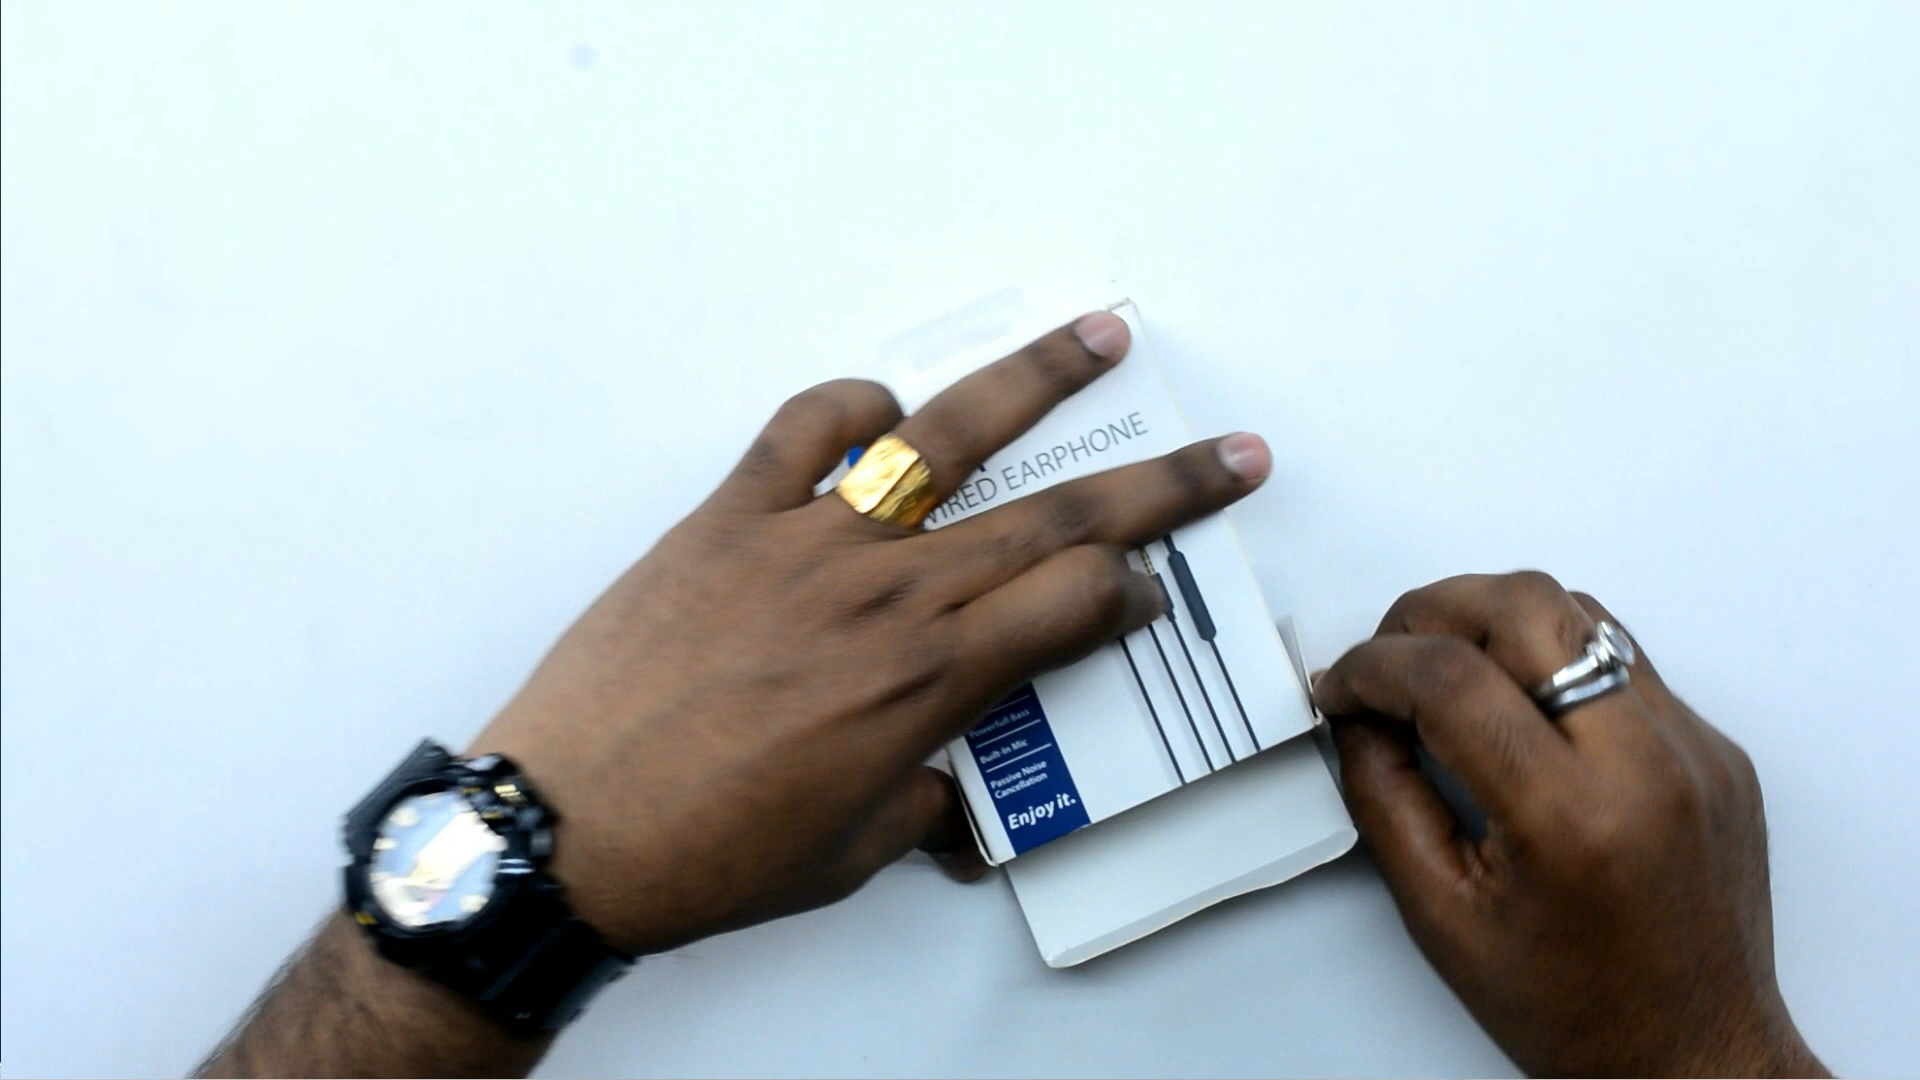 WIRED EARPHONE
Powerfull Bass
Built-in Mic
Passive Noise
Cancellation
Enjoy it.